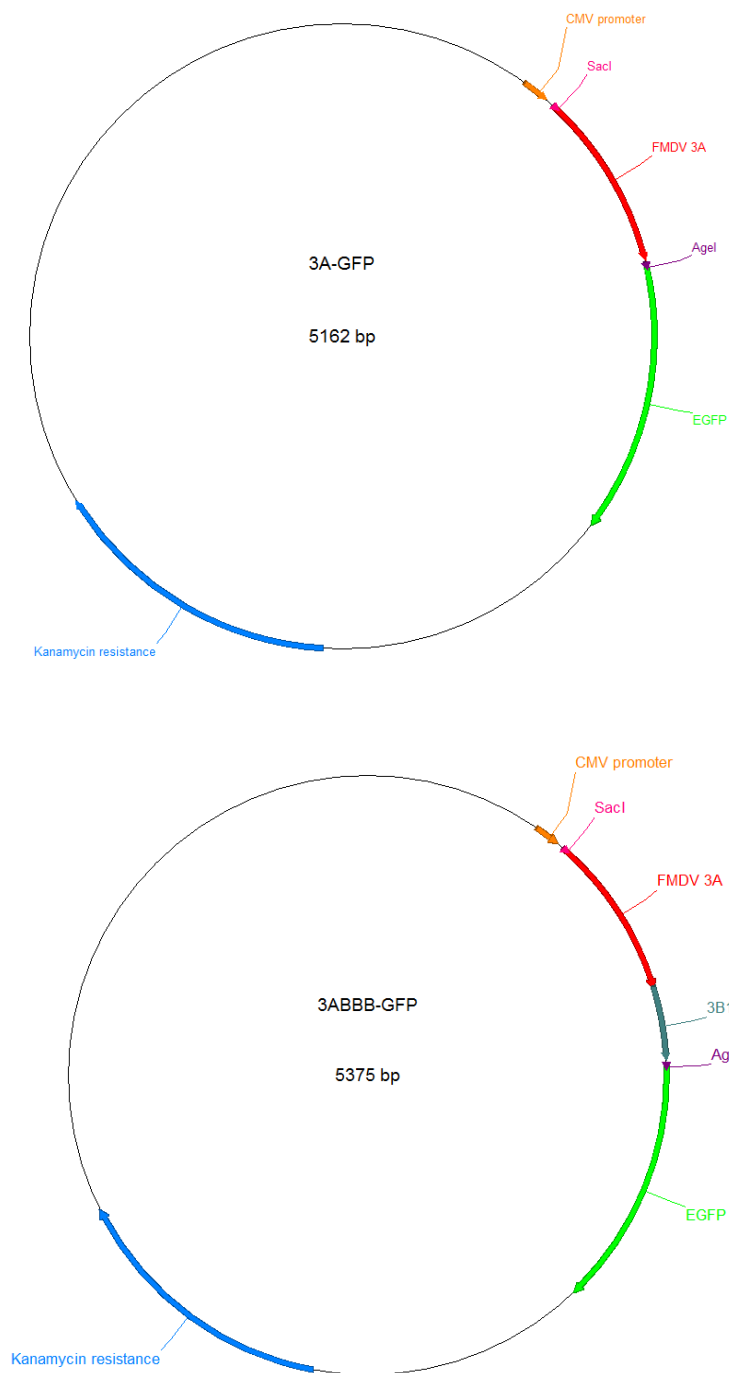 CMV promoter
SacI
FMDV 3A
AgeI
3A-GFP
5162 bp
EGFP
Kanamycin resistance
CMV promoter
SacI
FMDV 3A
3ABBB-GFP
3B1
Ag
5375 bp
EGFP
Kanamycin resistance